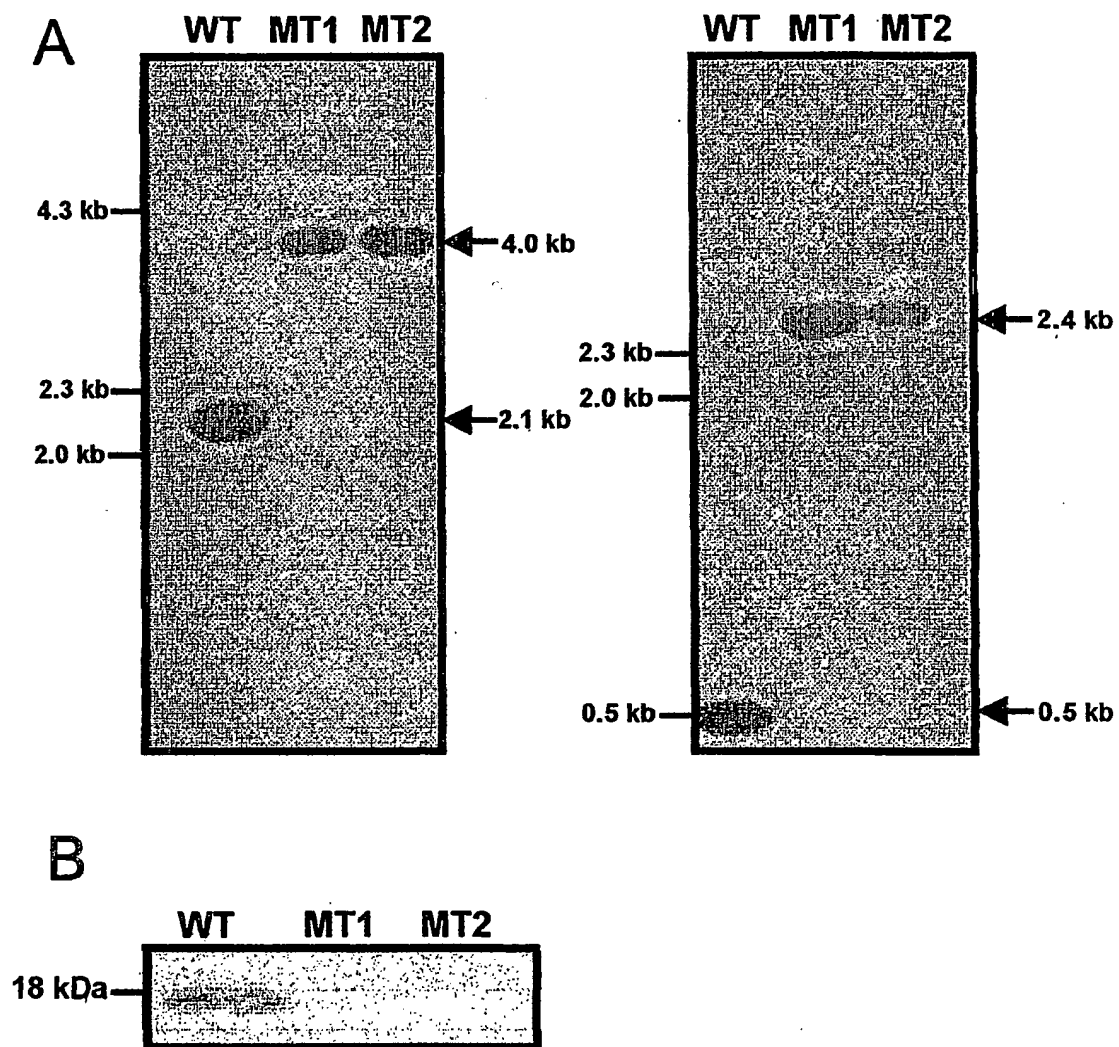 A
WT MT1 MT2
4.3 kb
4.0 kb
2.3 kb
2.1 kb
2.0 kb
WT MT1 MT2
2.4 kb
2.3 kb
2.0 kb
0.5 kb
0.5 kb
B
WT MT1 MT2
18 kDa